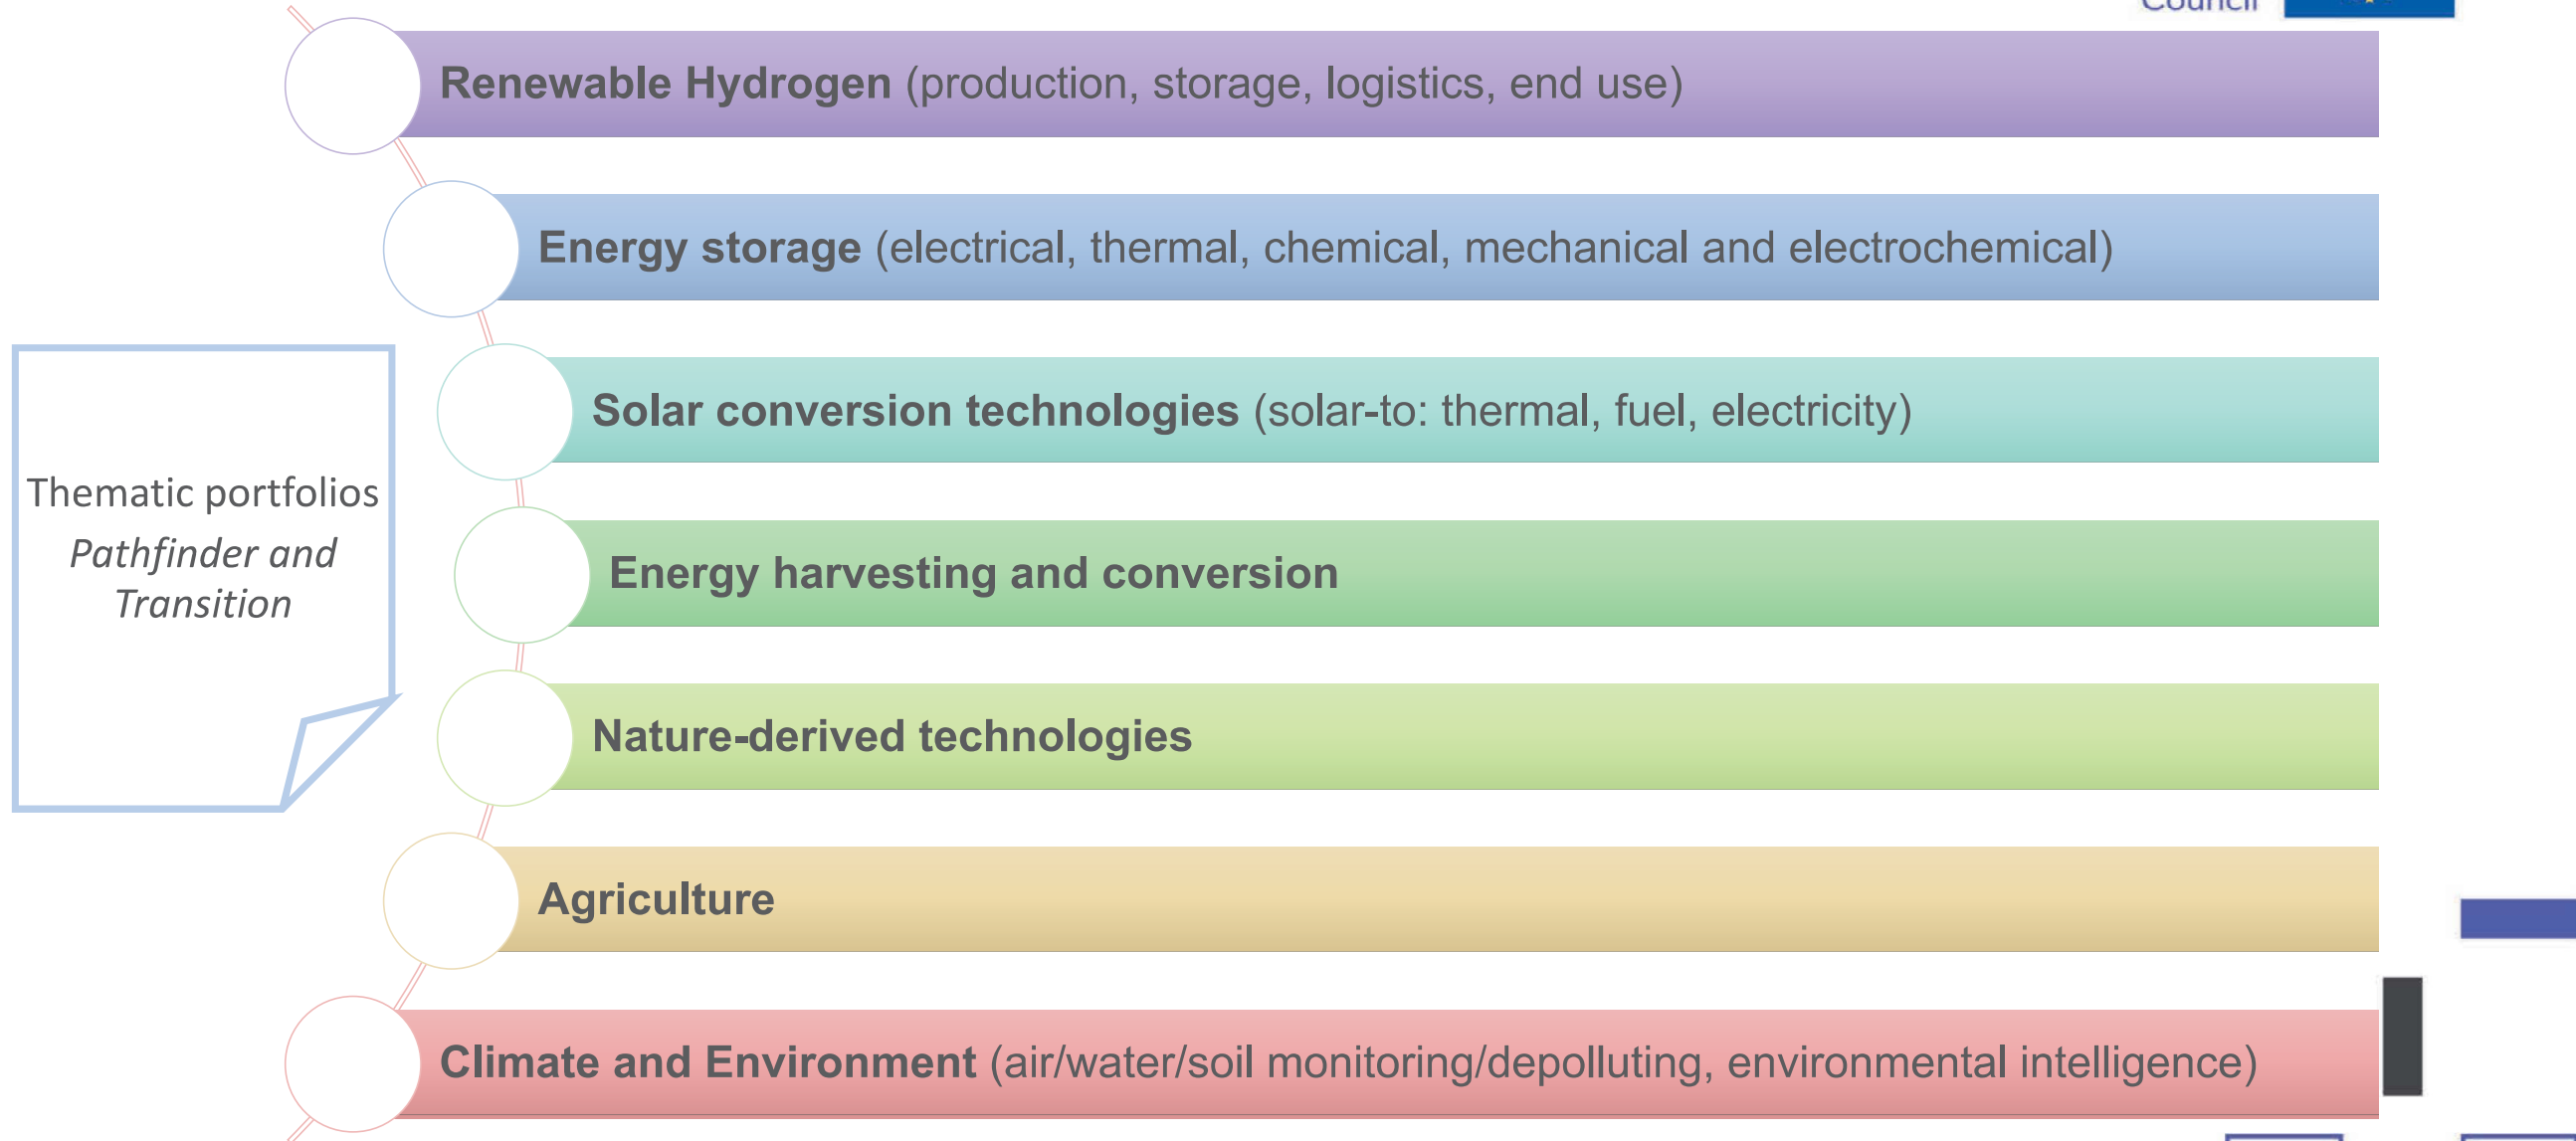 Council
Renewable Hydrogen (production, storage, logistics, end use)
Energy storage (electrical, thermal, chemical, mechanical and electrochemical)
Solar conversion technologies (solar-to: thermal, fuel, electricity)
Thematic portfolios
Pathfinder and
Transition
Energy harvesting and conversion
Nature-derived technologies
Agriculture
Climate and Environment (air/water/soil monitoring/depolluting, environmental intelligence)